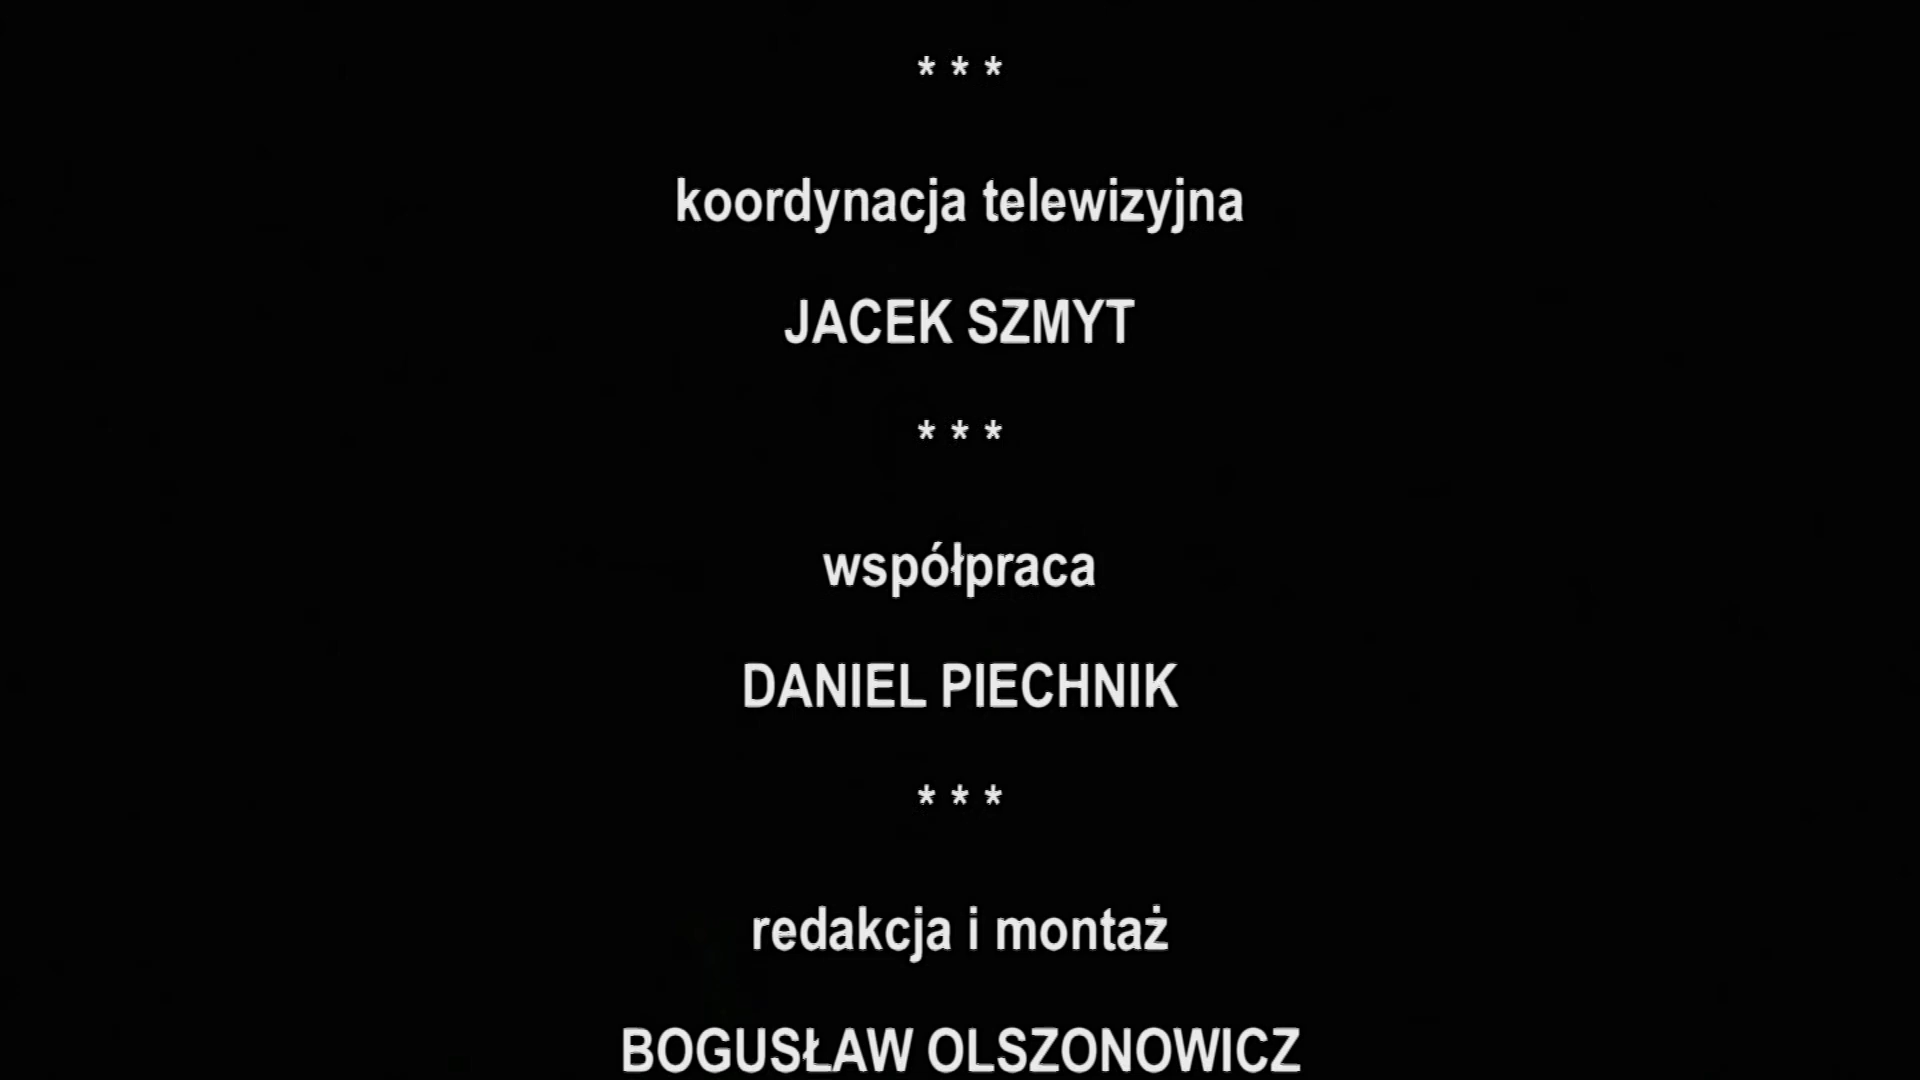 * * *
koordynacja telewizyjna
JACEK SZMYT
* * *
współpraca
DANIEL PIECHNIK
* * *
redakcja i montaż
BOGUSŁAW OLSZONOWICZ